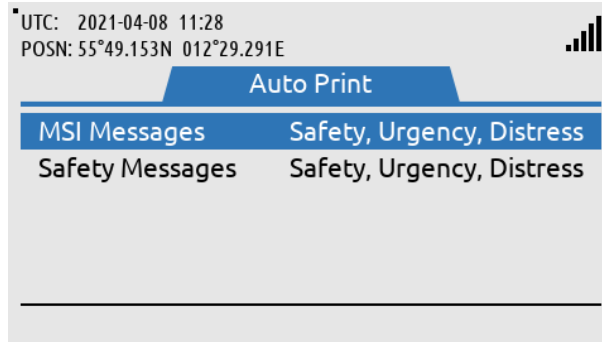 UTC: 2021-04-08 11:28
POSN: 55°49.153N 012°29.291E
Auto Print
MSI Messages Safety, Urgency, Distress
Safety Messages Safety, Urgency, Distress